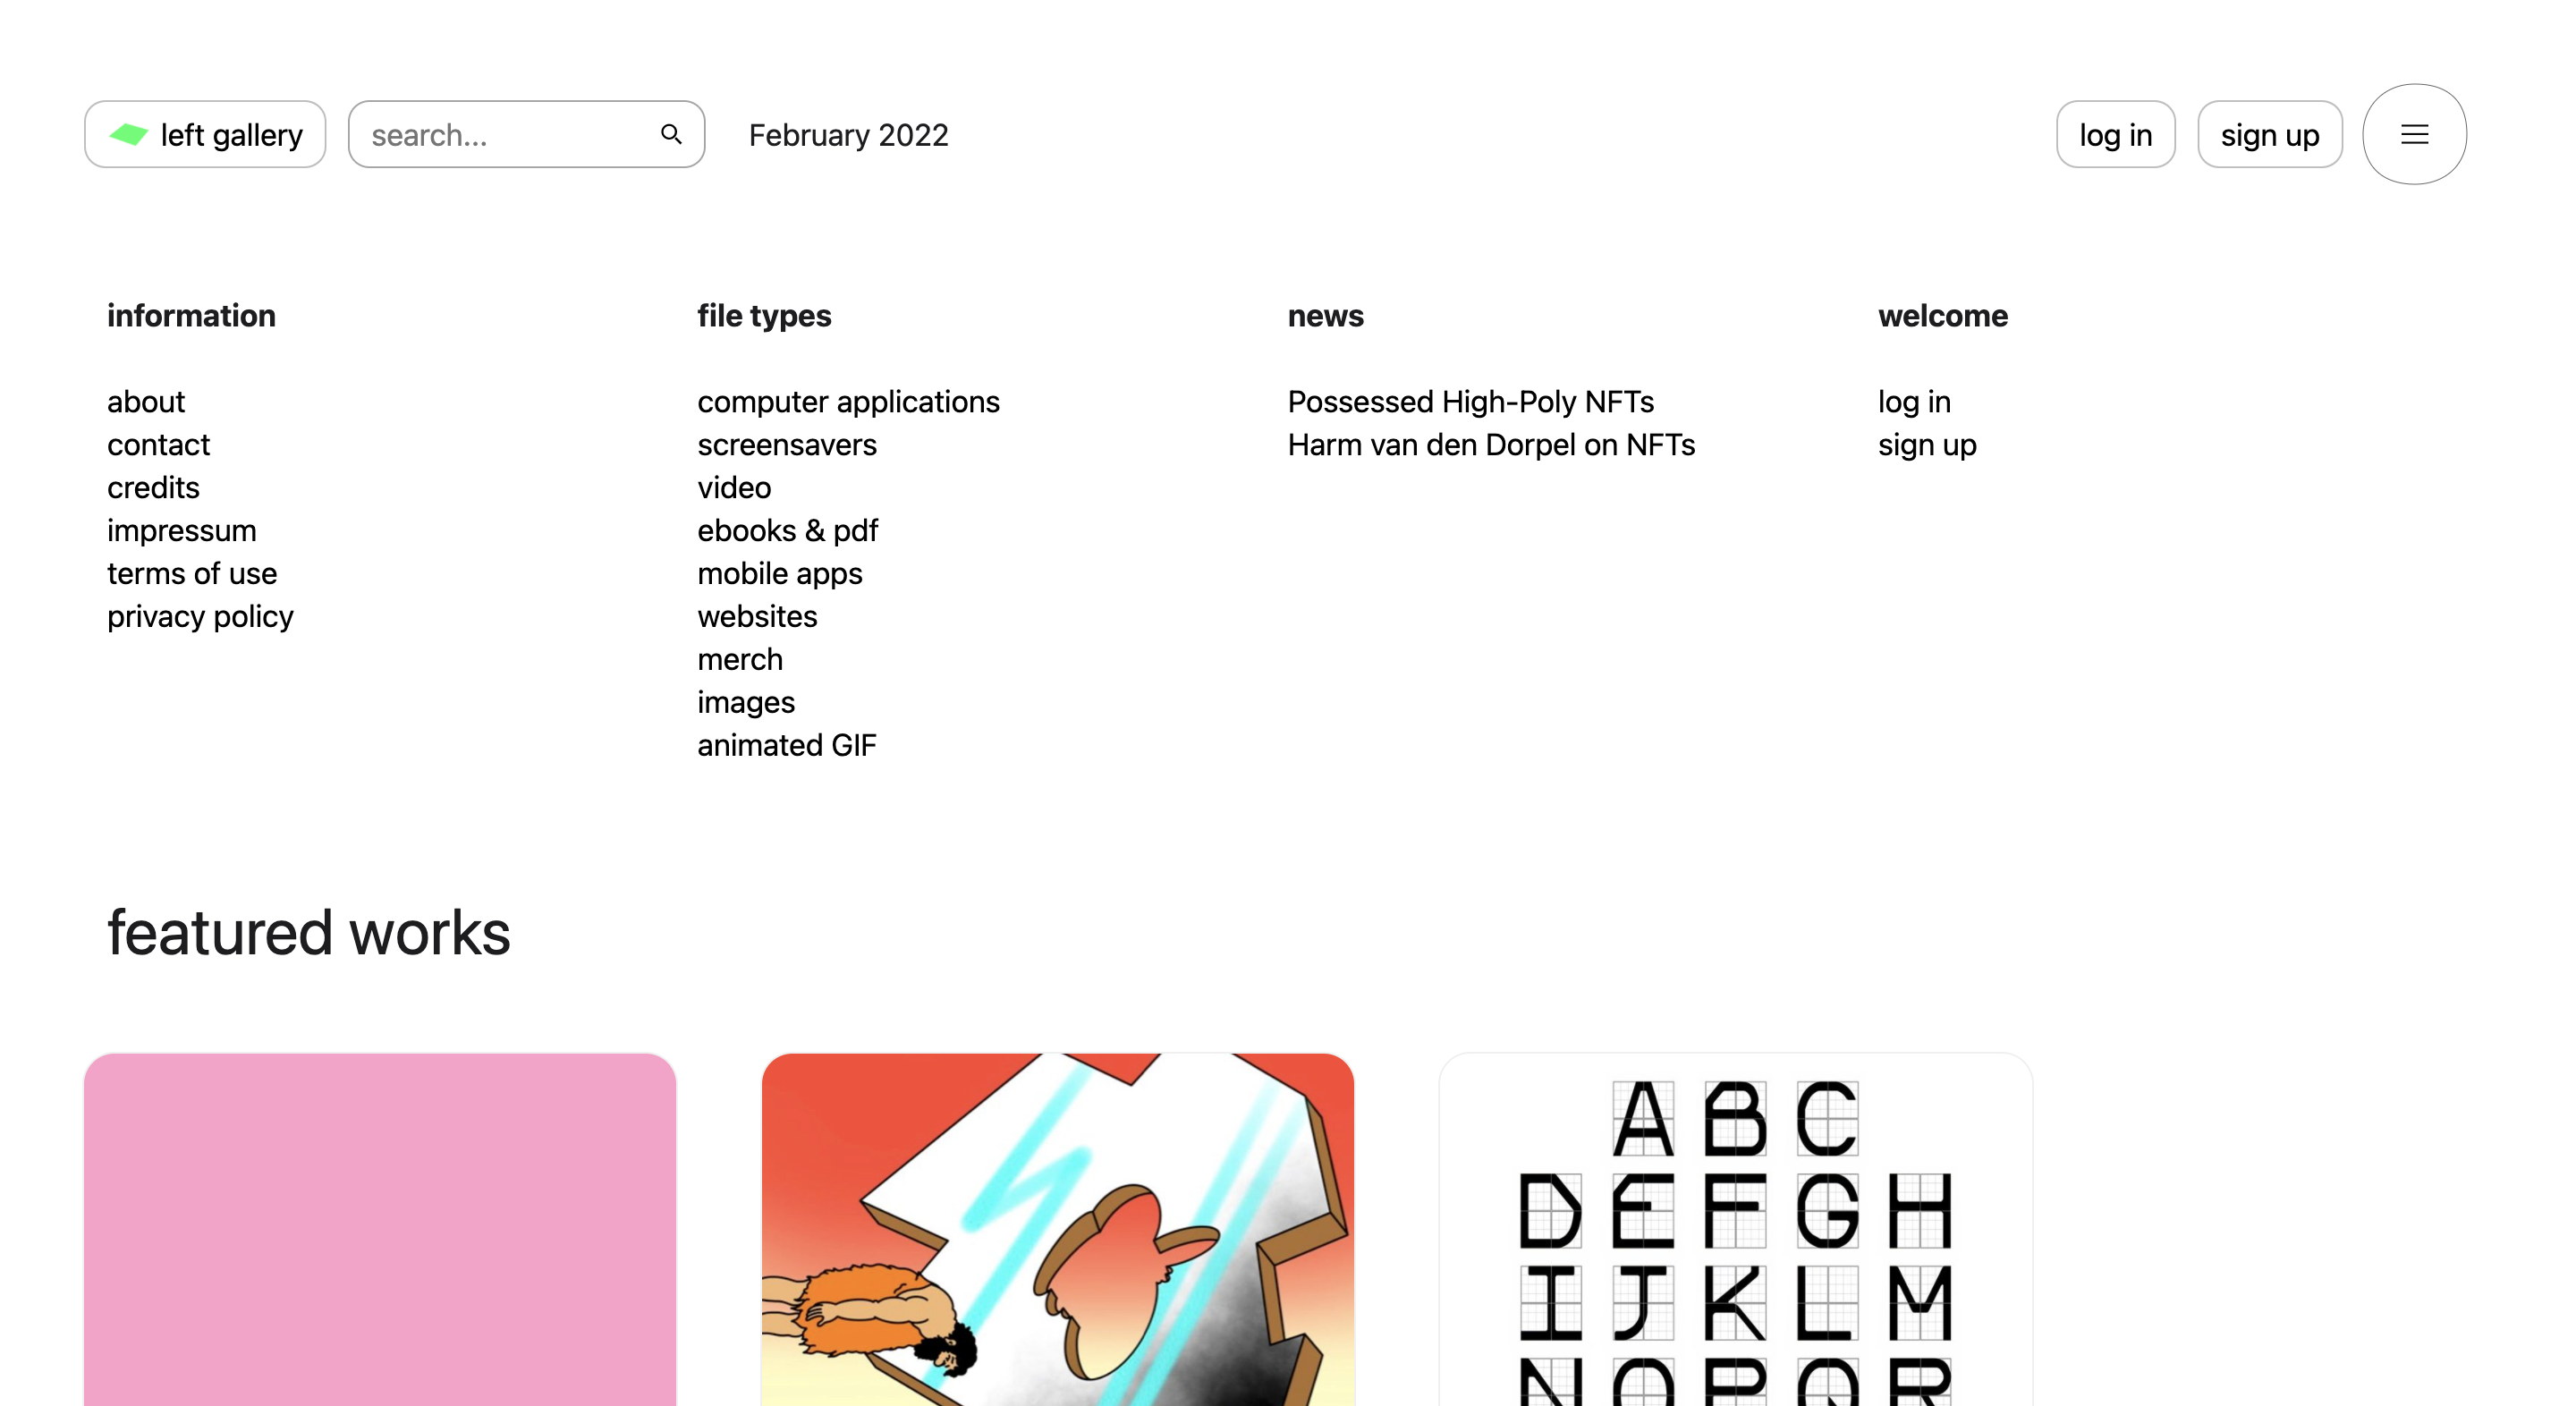 left gallery
search...
February 2022
log in
sign up
information
about
contact
credits
impressum
terms of use
privacy policy
file types
computer applications
screensavers
video
ebooks & pdf
mobile apps
websites
merch
images
animated GIF
news
Possessed High-Poly NFTs
Harm van den Dorpel on NFTs
welcome
log in
sign up
featured works
A B C
D E F G H
I J K L M
N O P Q R